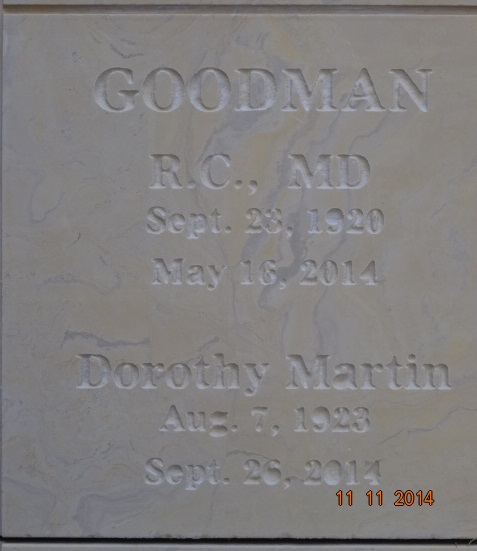 GOODMAN
R.C., MD
Sept. 23, 1920
May 16, 2014
Dorothy Martin
Aug. 7, 1923
Sept. 26, 2014
11 11 2014